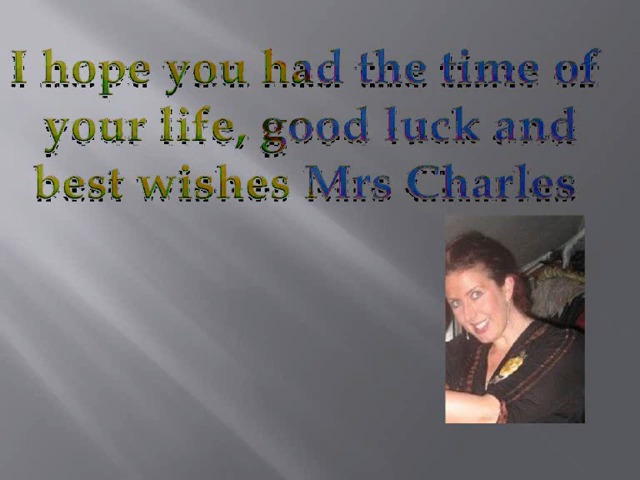 I hope you had the time of
your life, good luck and
best wishes Mrs Charles